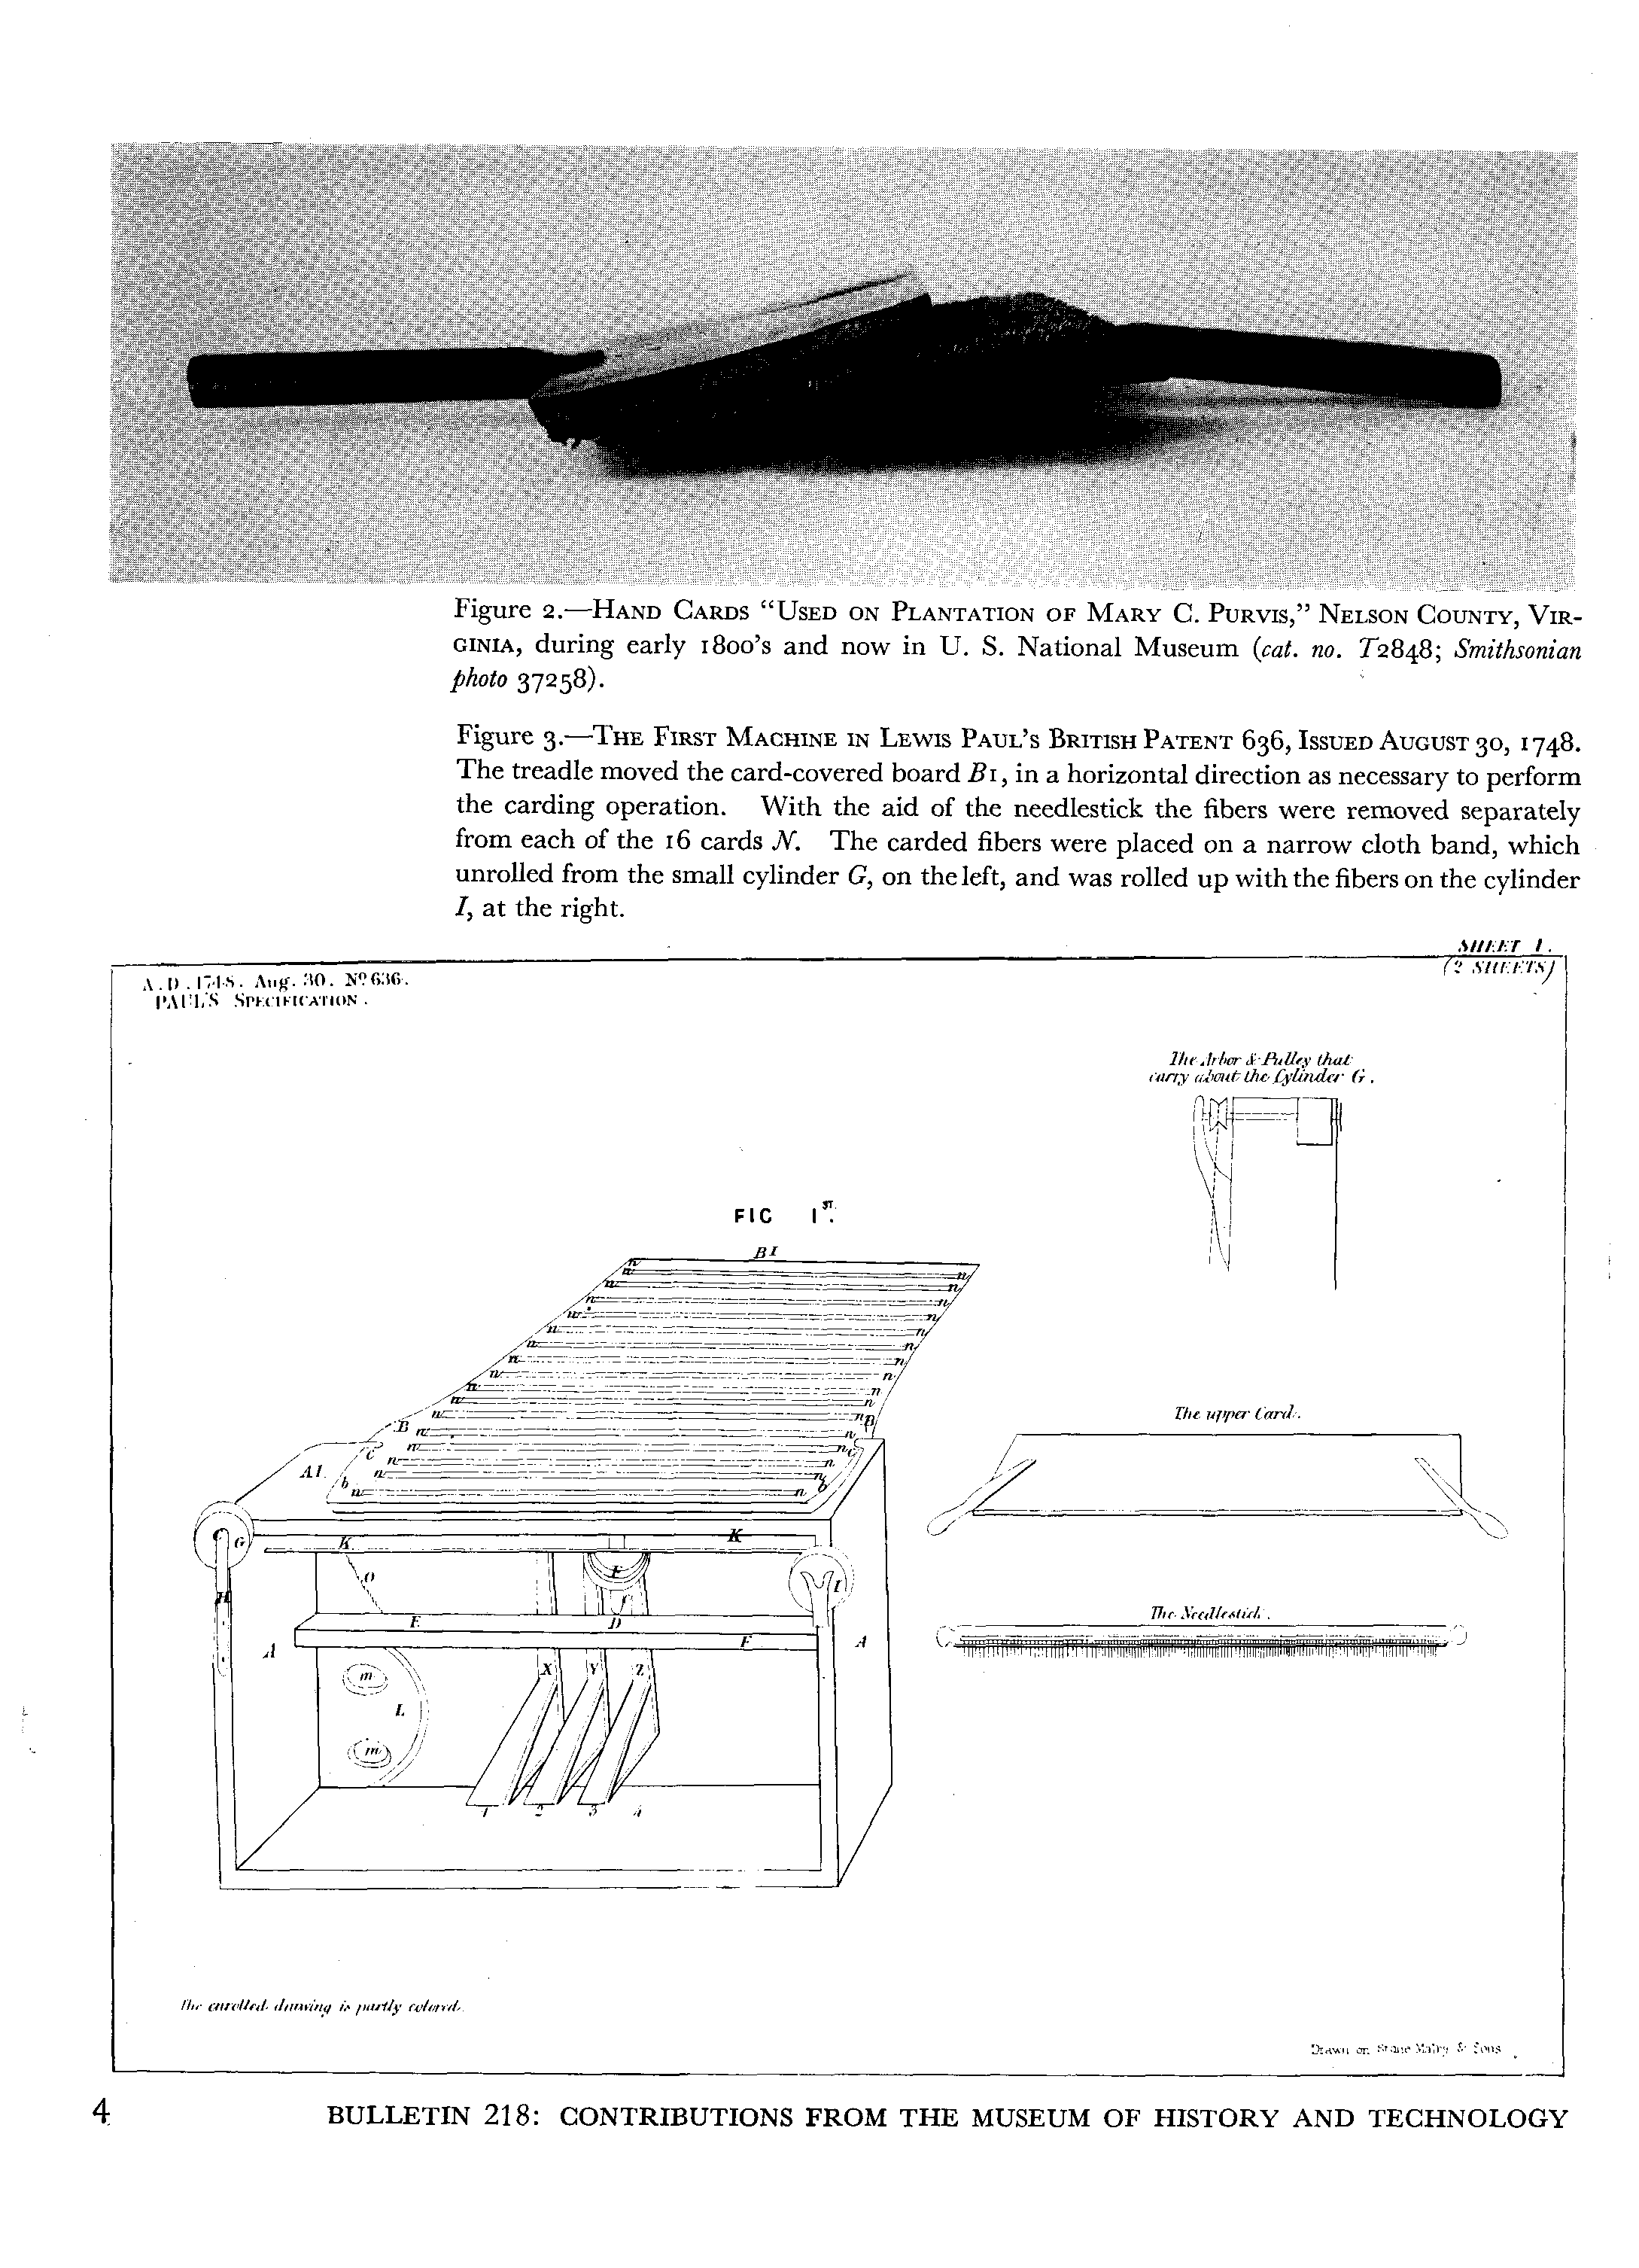 Figure 2.—HAND CARDS “USED ON PLANTATION OF MARY C. PURVIS,” NELSON COUNTY, VIR-
GINIA, during early 1800's and now in U. S. National Museum (cat. no. T2848; Smithsonian
photo 37258).
Figure 3.—THE FIRST MACHINE IN LEWIS PAUL'S BRITISH PATENT 636, ISSUED AUGUST 30, 1748.
The treadle moved the card-covered board B1, in a horizontal direction as necessary to perform
the carding operation. With the aid of the needlestick the fibers were removed separately
from each of the 16 cards N. The carded fibers were placed on a narrow cloth band, which
unrolled from the small cylinder G, on the left, and was rolled up with the fibers on the cylinder
I, at the right.
SHEET 1.
(2 SHEETS)
A.D. 1748. Aug. 30. Nº 636.
PAUL'S SPECIFICATION.
The Arbor & Pulley that
carry about the Cylinder G.
FIG 1ST.
B1
n n
n n
n n
n n
n n
n n
n n
n n
n n
n n
n n
B n n B
n n
c n n c
A1. n n
b n n b
n n
G K K
O F I
H f
E D
A E A
m X Y Z
L
m
1 2 3 4
The upper Card.
The Needlestick.
The enrolled drawing is partly colored.
Drawn on Stone Malby & Sons
4 BULLETIN 218: CONTRIBUTIONS FROM THE MUSEUM OF HISTORY AND TECHNOLOGY